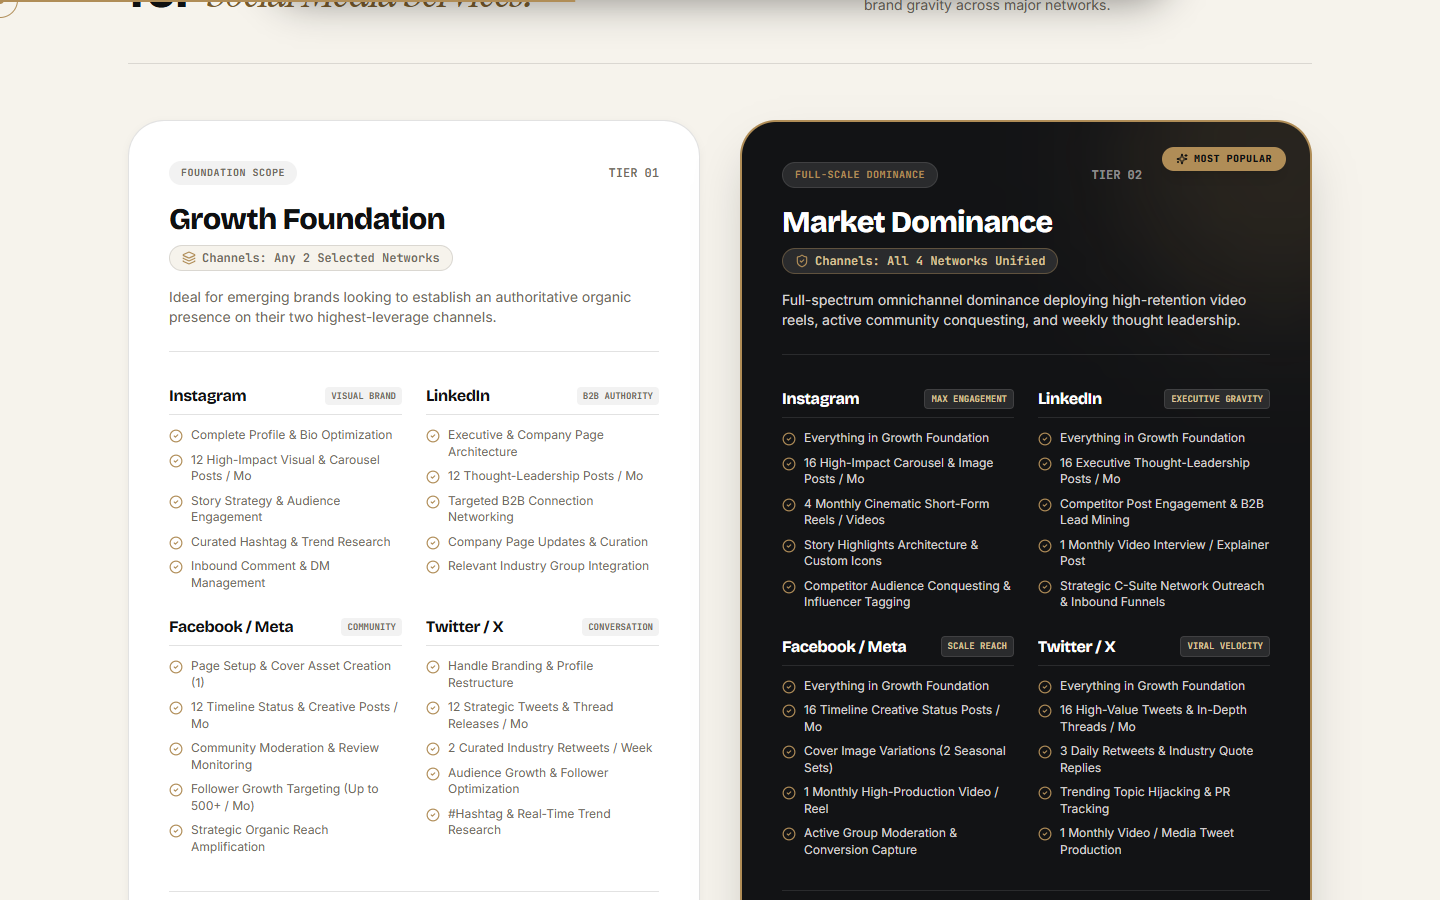 Social Media Services.
brand gravity across major networks.
FOUNDATION SCOPE
TIER 01
Growth Foundation
Channels: Any 2 Selected Networks
Ideal for emerging brands looking to establish an authoritative organic
presence on their two highest-leverage channels.
Instagram
VISUAL BRAND
Complete Profile & Bio Optimization
12 High-Impact Visual & Carousel
Posts / Mo
Story Strategy & Audience
Engagement
Curated Hashtag & Trend Research
Inbound Comment & DM
Management
LinkedIn
B2B AUTHORITY
Executive & Company Page
Architecture
12 Thought-Leadership Posts / Mo
Targeted B2B Connection
Networking
Company Page Updates & Curation
Relevant Industry Group Integration
Facebook / Meta
COMMUNITY
Page Setup & Cover Asset Creation
(1)
12 Timeline Status & Creative Posts /
Mo
Community Moderation & Review
Monitoring
Follower Growth Targeting (Up to
500+ / Mo)
Strategic Organic Reach
Amplification
Twitter / X
CONVERSATION
Handle Branding & Profile
Restructure
12 Strategic Tweets & Thread
Releases / Mo
2 Curated Industry Retweets / Week
Audience Growth & Follower
Optimization
#Hashtag & Real-Time Trend
Research
MOST POPULAR
FULL-SCALE DOMINANCE
TIER 02
Market Dominance
Channels: All 4 Networks Unified
Full-spectrum omnichannel dominance deploying high-retention video
reels, active community conquesting, and weekly thought leadership.
Instagram
MAX ENGAGEMENT
Everything in Growth Foundation
16 High-Impact Carousel & Image
Posts / Mo
4 Monthly Cinematic Short-Form
Reels / Videos
Story Highlights Architecture &
Custom Icons
Competitor Audience Conquesting &
Influencer Tagging
LinkedIn
EXECUTIVE GRAVITY
Everything in Growth Foundation
16 Executive Thought-Leadership
Posts / Mo
Competitor Post Engagement & B2B
Lead Mining
1 Monthly Video Interview / Explainer
Post
Strategic C-Suite Network Outreach
& Inbound Funnels
Facebook / Meta
SCALE REACH
Everything in Growth Foundation
16 Timeline Creative Status Posts /
Mo
Cover Image Variations (2 Seasonal
Sets)
1 Monthly High-Production Video /
Reel
Active Group Moderation &
Conversion Capture
Twitter / X
VIRAL VELOCITY
Everything in Growth Foundation
16 High-Value Tweets & In-Depth
Threads / Mo
3 Daily Retweets & Industry Quote
Replies
Trending Topic Hijacking & PR
Tracking
1 Monthly Video / Media Tweet
Production